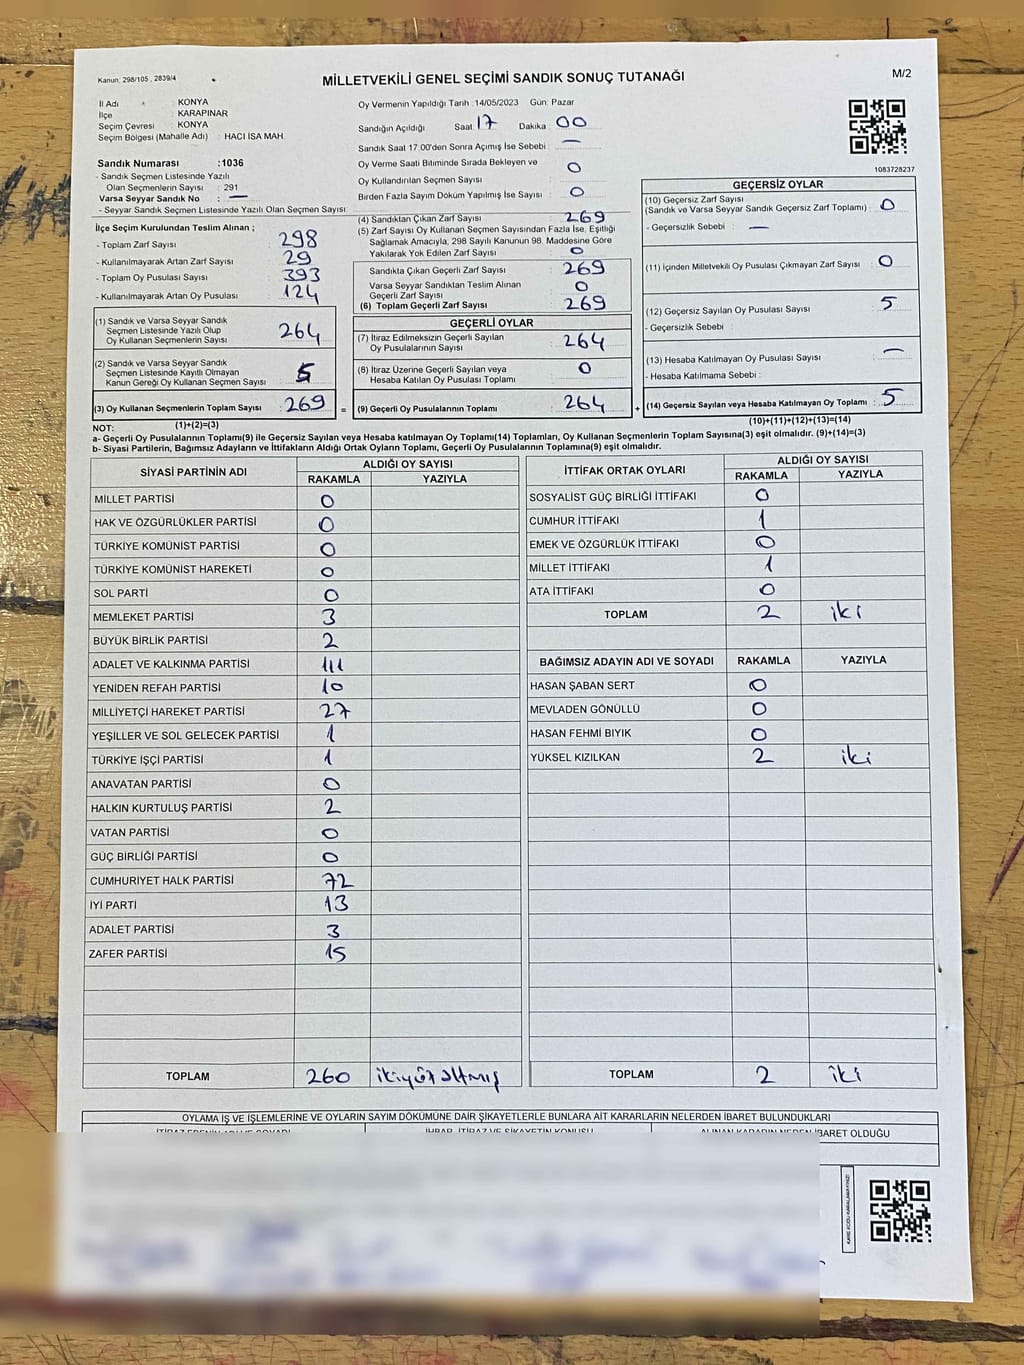 Kanun: 298/105 , 2839/4
MİLLETVEKİLİ GENEL SEÇİMİ SANDIK SONUÇ TUTANAĞI
M/2
İl Adı : KONYA
İlçe : KARAPINAR
Seçim Çevresi : KONYA
Seçim Bölgesi (Mahalle Adı) : HACI İSA MAH.
Sandık Numarası :1036
- Sandık Seçmen Listesinde Yazılı
Olan Seçmenlerin Sayısı : 291
Varsa Seyyar Sandık No : —
- Seyyar Sandık Seçmen Listesinde Yazılı Olan Seçmen Sayısı:
Oy Vermenin Yapıldığı Tarih :14/05/2023 Gün: Pazar
Sandığın Açıldığı Saat: 17 Dakika: 00
Sandık Saat 17:00'den Sonra Açımış İse Sebebi : —
Oy Verme Saati Bitiminde Sırada Bekleyen ve
Oy Kullandırılan Seçmen Sayısı : 0
Birden Fazla Sayım Döküm Yapılmış İse Sayısı : 0
1083728237
İlçe Seçim Kurulundan Teslim Alınan ;
- Toplam Zarf Sayısı : 298
- Kullanılmayarak Artan Zarf Sayısı : 29
- Toplam Oy Pusulası Sayısı : 393
- Kullanılmayarak Artan Oy Pusulası : 124
(1) Sandık ve Varsa Seyyar Sandık
Seçmen Listesinde Yazılı Olup
Oy Kullanan Seçmenlerin Sayısı : 264
(2) Sandık ve Varsa Seyyar Sandık
Seçmen Listesinde Kayıtlı Olmayan
Kanun Gereği Oy Kullanan Seçmen Sayısı : 5
(3) Oy Kullanan Seçmenlerin Toplam Sayısı : 269
(1)+(2)=(3)
(4) Sandıktan Çıkan Zarf Sayısı : 269
(5) Zarf Sayısı Oy Kullanan Seçmen Sayısından Fazla İse, Eşitliği
Sağlamak Amacıyla, 298 Sayılı Kanunun 98. Maddesine Göre
Yakılarak Yok Edilen Zarf Sayısı : 0
Sandıkta Çıkan Geçerli Zarf Sayısı : 269
Varsa Seyyar Sandıktan Teslim Alınan
Geçerli Zarf Sayısı : 0
(6) Toplam Geçerli Zarf Sayısı : 269
GEÇERLİ OYLAR
(7) İtiraz Edilmeksizin Geçerli Sayılan
Oy Pusulalarının Sayısı : 264
(8) İtiraz Üzerine Geçerli Sayılan veya
Hesaba Katılan Oy Pusulası Toplamı : 0
= (9) Geçerli Oy Pusulalarının Toplamı : 264
GEÇERSİZ OYLAR
(10) Geçersiz Zarf Sayısı
(Sandık ve Varsa Seyyar Sandık Geçersiz Zarf Toplamı) : 0
- Geçersizlik Sebebi : —
(11) İçinden Milletvekili Oy Pusulası Çıkmayan Zarf Sayısı : 0
(12) Geçersiz Sayılan Oy Pusulası Sayısı : 5
- Geçersizlik Sebebi :
(13) Hesaba Katılmayan Oy Pusulası Sayısı : —
- Hesaba Katılmama Sebebi :
+ (14) Geçersiz Sayılan veya Hesaba Katılmayan Oy Toplamı : 5
(10)+(11)+(12)+(13)=(14)
NOT:
a- Geçerli Oy Pusulalarının Toplamı(9) ile Geçersiz Sayılan veya Hesaba katılmayan Oy Toplamı(14) Toplamları, Oy Kullanan Seçmenlerin Toplam Sayısına(3) eşit olmalıdır. (9)+(14)=(3)
b- Siyasi Partilerin, Bağımsız Adayların ve İttifakların Aldığı Ortak Oyların Toplamı, Geçerli Oy Pusulalarının Toplamına(9) eşit olmalıdır.
SİYASİ PARTİNİN ADI ALDIĞI OY SAYISI
RAKAMLA YAZIYLA
MİLLET PARTİSİ 0
HAK VE ÖZGÜRLÜKLER PARTİSİ 0
TÜRKİYE KOMÜNİST PARTİSİ 0
TÜRKİYE KOMÜNİST HAREKETİ 0
SOL PARTİ 0
MEMLEKET PARTİSİ 3
BÜYÜK BİRLİK PARTİSİ 2
ADALET VE KALKINMA PARTİSİ 111
YENİDEN REFAH PARTİSİ 10
MİLLİYETÇİ HAREKET PARTİSİ 27
YEŞİLLER VE SOL GELECEK PARTİSİ 1
TÜRKİYE İŞÇİ PARTİSİ 1
ANAVATAN PARTİSİ 0
HALKIN KURTULUŞ PARTİSİ 2
VATAN PARTİSİ 0
GÜÇ BİRLİĞİ PARTİSİ 0
CUMHURİYET HALK PARTİSİ 72
İYİ PARTİ 13
ADALET PARTİSİ 3
ZAFER PARTİSİ 15
TOPLAM 260 ikiyüz altmış
İTTİFAK ORTAK OYLARI ALDIĞI OY SAYISI
RAKAMLA YAZIYLA
SOSYALİST GÜÇ BİRLİĞİ İTTİFAKI 0
CUMHUR İTTİFAKI 1
EMEK VE ÖZGÜRLÜK İTTİFAKI 0
MİLLET İTTİFAKI 1
ATA İTTİFAKI 0
TOPLAM 2 iki
BAĞIMSIZ ADAYIN ADI VE SOYADI RAKAMLA YAZIYLA
HASAN ŞABAN SERT 0
MEVLADEN GÖNÜLLÜ 0
HASAN FEHMİ BIYIK 0
YÜKSEL KIZILKAN 2 iki
TOPLAM 2 iki
OYLAMA İŞ VE İŞLEMLERİNE VE OYLARIN SAYIM DÖKÜMÜNE DAİR ŞİKAYETLERLE BUNLARA AİT KARARLARIN NELERDEN İBARET BULUNDUKLARI
İHBAR, İTİRAZ VE ŞİKAYETİN KONUSU
ALINAN KARARIN NEDEN İBARET OLDUĞU